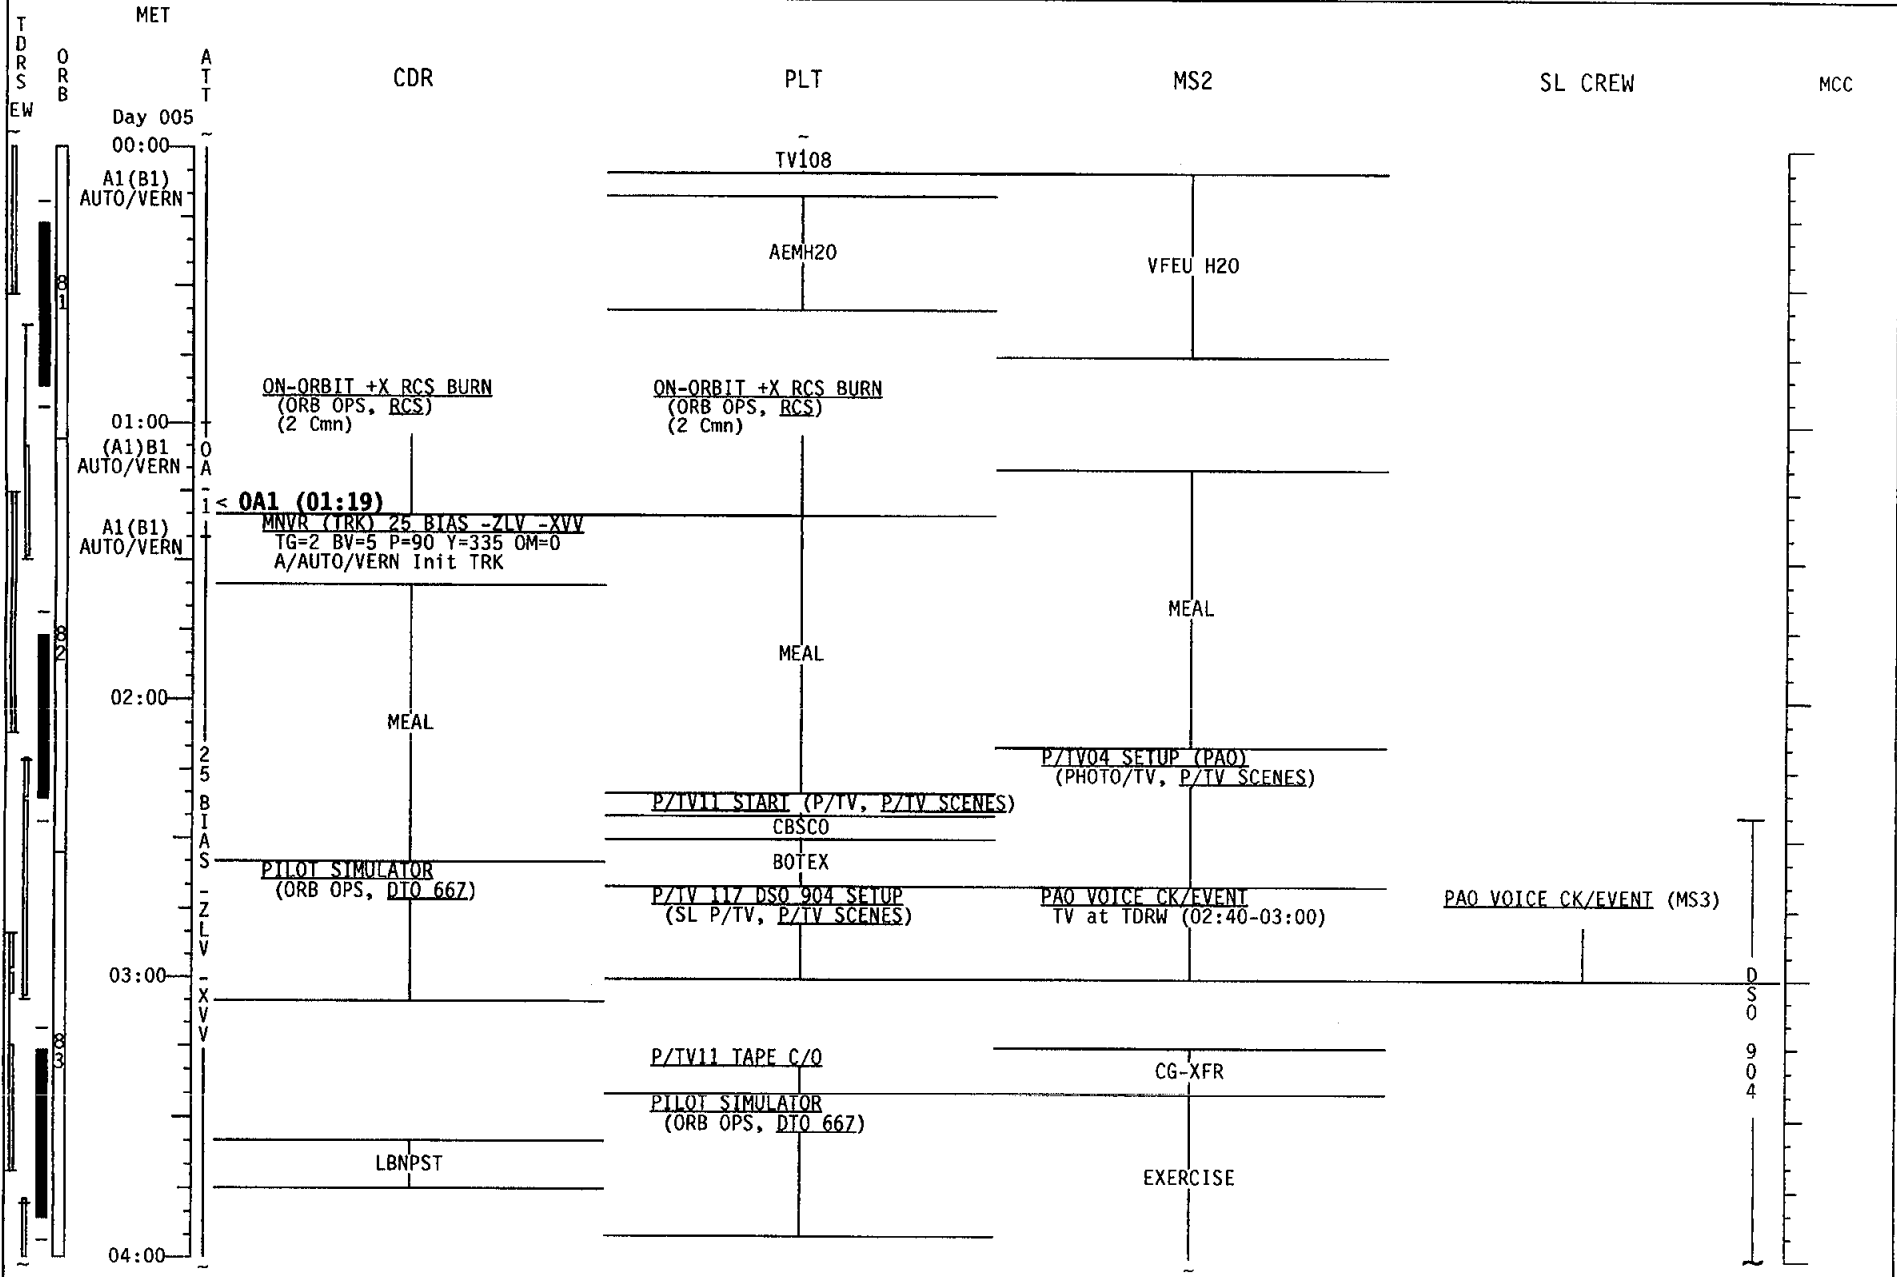 MET
TDRS
ORB
ATT
CDR
PLT
MS2
SL CREW
MCC
EW
Day 005
00:00
TV108
A1(B1)
AUTO/VERN
AEMH2O
VFEU H2O
81
ON-ORBIT +X RCS BURN
(ORB OPS, RCS)
(2 Cmn)
ON-ORBIT +X RCS BURN
(ORB OPS, RCS)
(2 Cmn)
01:00
(A1)B1
AUTO/VERN
OA-1
< OA1 (01:19)
MNVR (TRK) 25 BIAS -ZLV -XVV
TG=2 BV=5 P=90 Y=335 OM=0
A/AUTO/VERN Init TRK
A1(B1)
AUTO/VERN
MEAL
82
MEAL
02:00
MEAL
25 BIAS -ZLV -XVV
P/TV04 SETUP (PAO)
(PHOTO/TV, P/TV SCENES)
P/TV11 START (P/TV, P/TV SCENES)
CBSCO
BOTEX
PILOT SIMULATOR
(ORB OPS, DTO 667)
P/TV 117 DSO 904 SETUP
(SL P/TV, P/TV SCENES)
PAO VOICE CK/EVENT
TV at TDRW (02:40-03:00)
PAO VOICE CK/EVENT (MS3)
03:00
DSO 904
83
P/TV11 TAPE C/O
CG-XFR
PILOT SIMULATOR
(ORB OPS, DTO 667)
LBNPST
EXERCISE
04:00